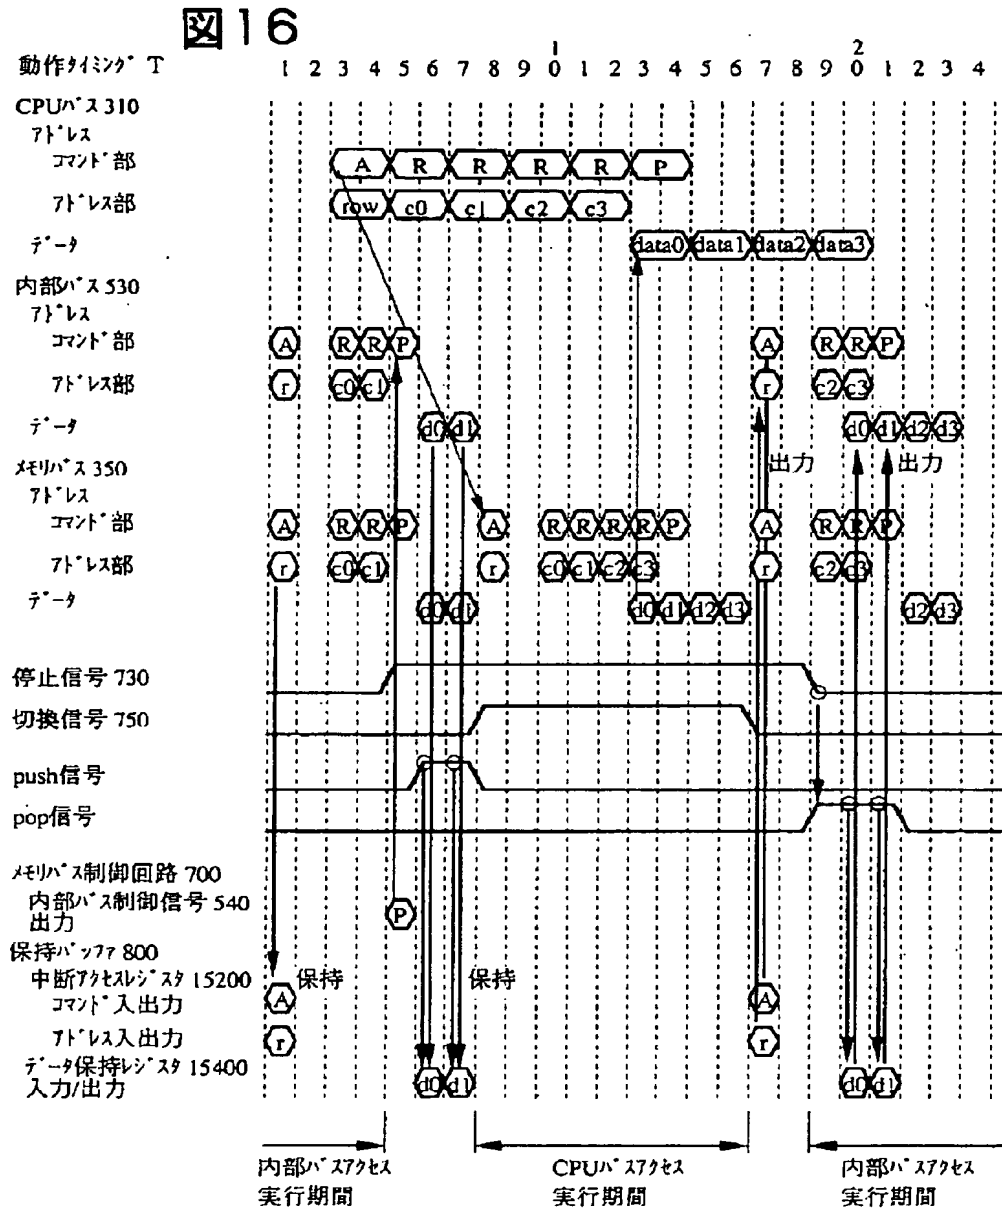 図16
動作タイミング T 1 2 3 4 5 6 7 8 9 10 1 2 3 4 5 6 7 8 9 20 1 2 3 4
CPUバス 310
アドレス
コマンド部 A R R R R P
アドレス部 row c0 c1 c2 c3
データ data0 data1 data2 data3
内部バス 530
アドレス
コマンド部 A R R P A R R P
アドレス部 r c0 c1 r c2 c3
データ d0 d1 d0 d1 d2 d3
メモリバス 350 出力 出力
アドレス
コマンド部 A R R P A R R R R P A R R P
アドレス部 r c0 c1 r c0 c1 c2 c3 r c2 c3
データ d0 d1 d0 d1 d2 d3 d2 d3
停止信号 730
切換信号 750
push信号
pop信号
メモリバス制御回路 700
内部バス制御信号 540 P
出力
保持バッファ 800
中断アクセスレジスタ 15200 保持 保持
コマンド入出力 A A
アドレス入出力 r r
データ保持レジスタ 15400
入力/出力 d0 d1 d0 d1
内部バスアクセス CPUバスアクセス 内部バスアクセス
実行期間 実行期間 実行期間